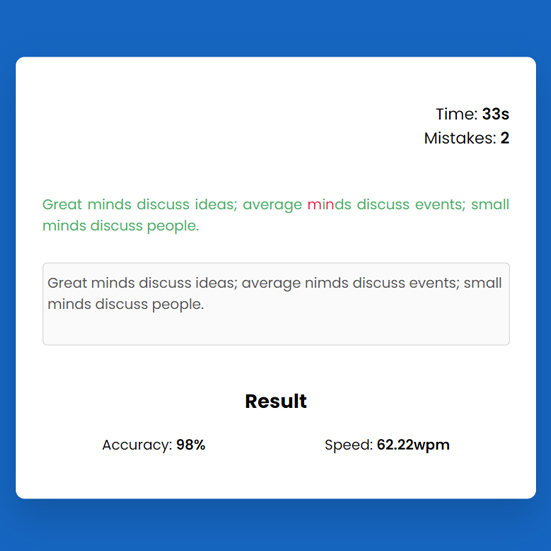 Time: 33s
Mistakes: 2
Great minds discuss ideas; average minds discuss events; small
minds discuss people.
Great minds discuss ideas; average nimds discuss events; small
minds discuss people.
Result
Accuracy: 98%
Speed: 62.22wpm